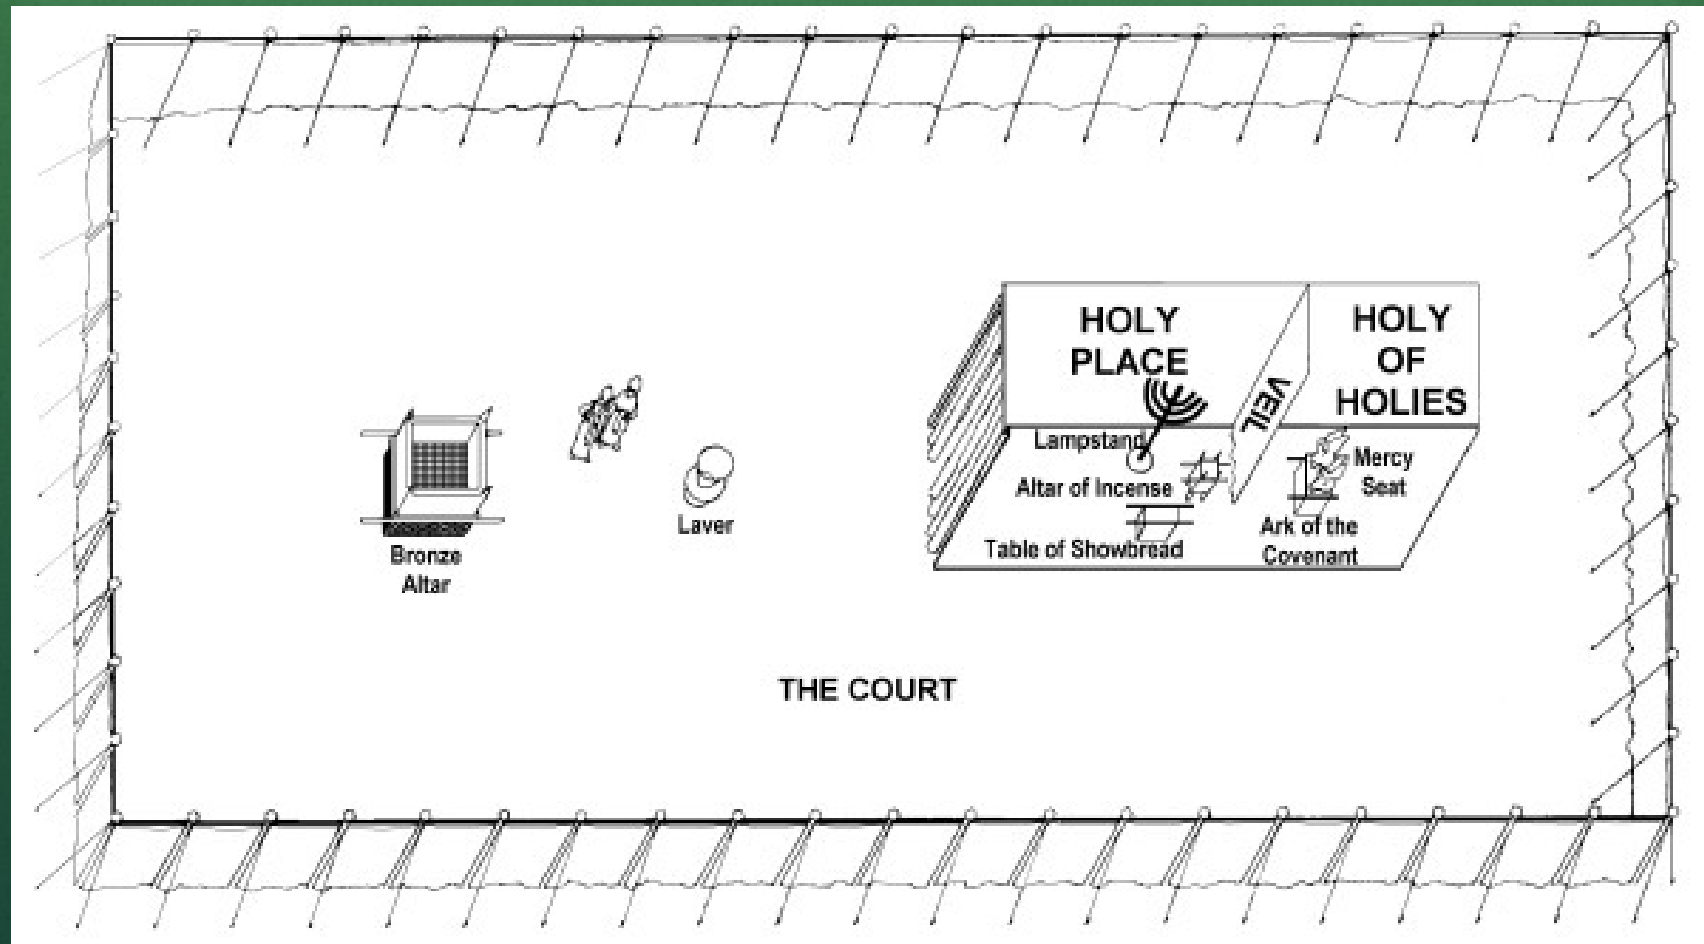 HOLY
PLACE
HOLY
OF
HOLIES
VEIL
Lampstand
Mercy
Seat
Altar of Incense
Laver
Ark of the
Covenant
Table of Showbread
Bronze
Altar
THE COURT